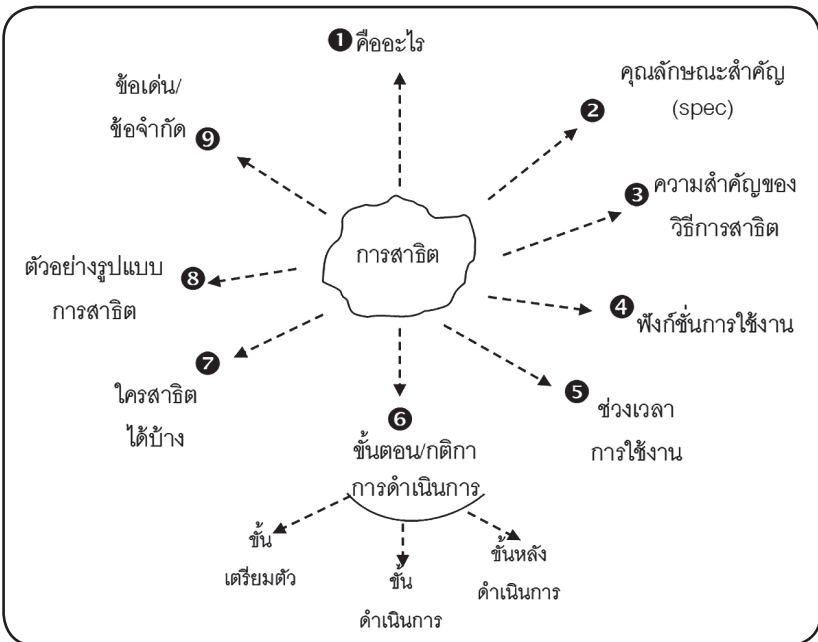 ❶ คืออะไร
❷ คุณลักษณะสำคัญ
(spec)
❸ ความสำคัญของ
วิธีการสาธิต
❹ ฟังก์ชั่นการใช้งาน
❺ ช่วงเวลา
การใช้งาน
❻
ขั้นตอน/กติกา
การดำเนินการ
ขั้น
เตรียมตัว
ขั้น
ดำเนินการ
ขั้นหลัง
ดำเนินการ
❼
ใครสาธิต
ได้บ้าง
ตัวอย่างรูปแบบ ❽
การสาธิต
ข้อเด่น/
ข้อจำกัด ❾
การสาธิต